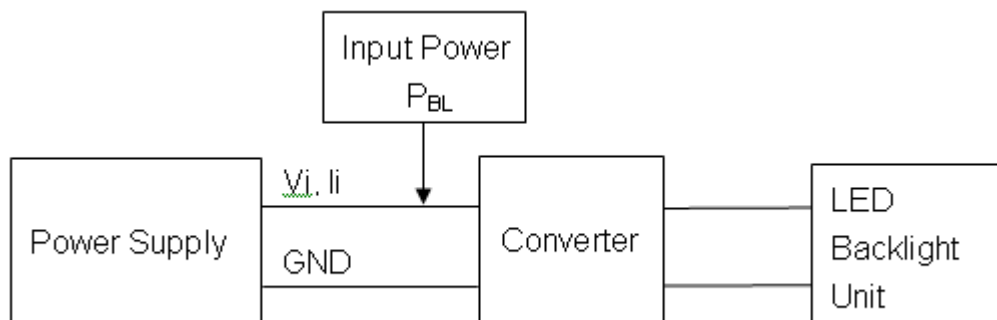 Input Power
PBL
Vi, Ii
Power Supply
GND
Converter
LED
Backlight
Unit